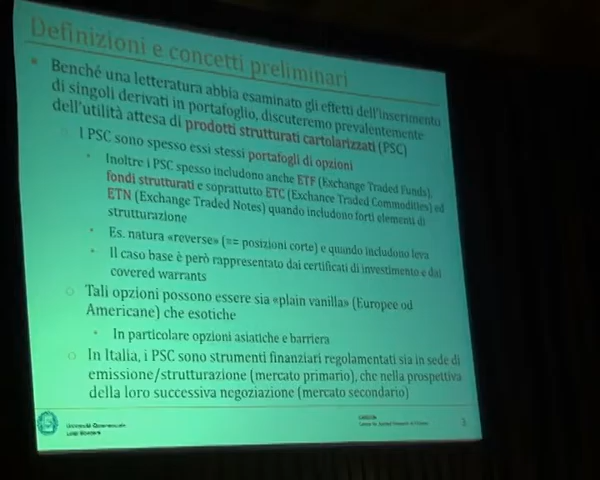 Definizioni e concetti preliminari
Benché una letteratura abbia esaminato gli effetti dell'inserimento
di singoli derivati in portafoglio, discuteremo prevalentemente
dell'utilità attesa di prodotti strutturati cartolarizzati (PSC)
I PSC sono spesso essi stessi portafogli di opzioni
Inoltre i PSC spesso includono anche ETF (Exchange Traded Funds),
fondi strutturati e soprattutto ETC (Exchance Traded Commodities) ed
ETN (Exchange Traded Notes) quando includono forti elementi di
strutturazione
Es. natura «reverse» (== posizioni corte) e quando includono leva
Il caso base è però rappresentato dai certificati di investimento e dai
covered warrants
Tali opzioni possono essere sia «plain vanilla» (Europee od
Americane) che esotiche
In particolare opzioni asiatiche e barriera
In Italia, i PSC sono strumenti finanziari regolamentati sia in sede di
emissione/strutturazione (mercato primario), che nella prospettiva
della loro successiva negoziazione (mercato secondario)
Università Commerciale
Luigi Bocconi
3